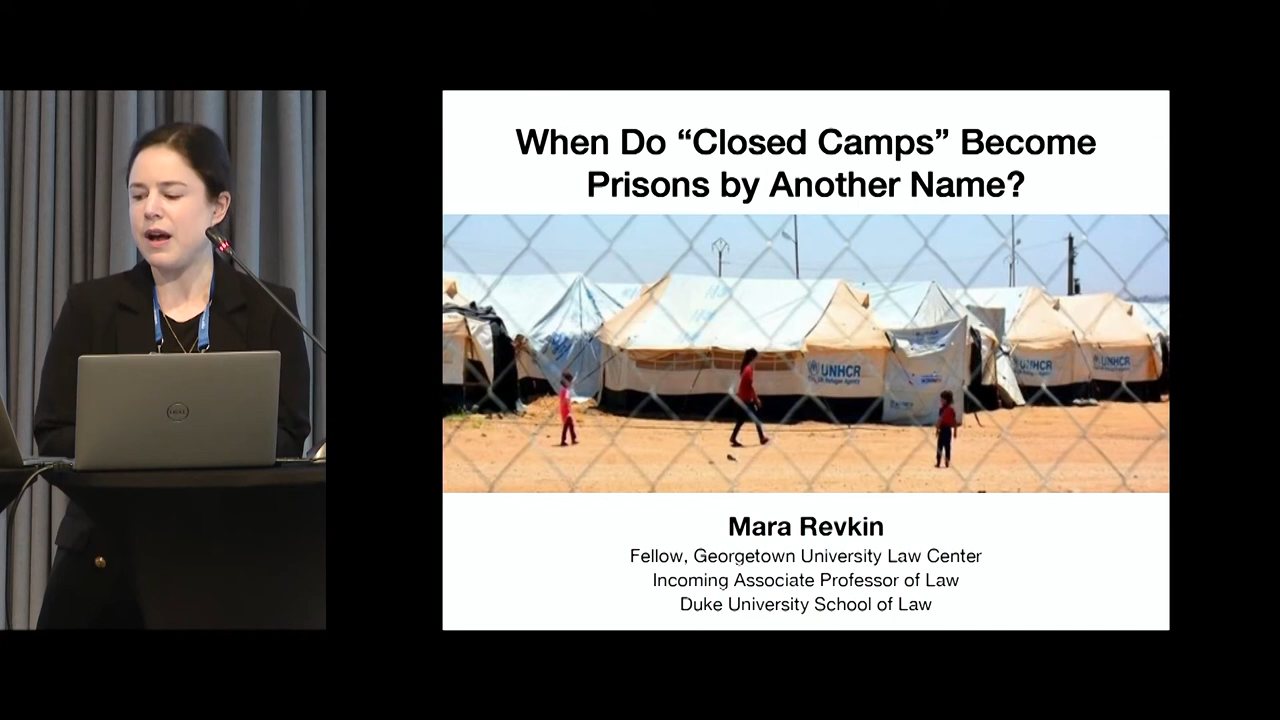 When Do “Closed Camps” Become
Prisons by Another Name?
UNHCR
UNHCR
UNHCR
Mara Revkin
Fellow, Georgetown University Law Center
Incoming Associate Professor of Law
Duke University School of Law
DELL